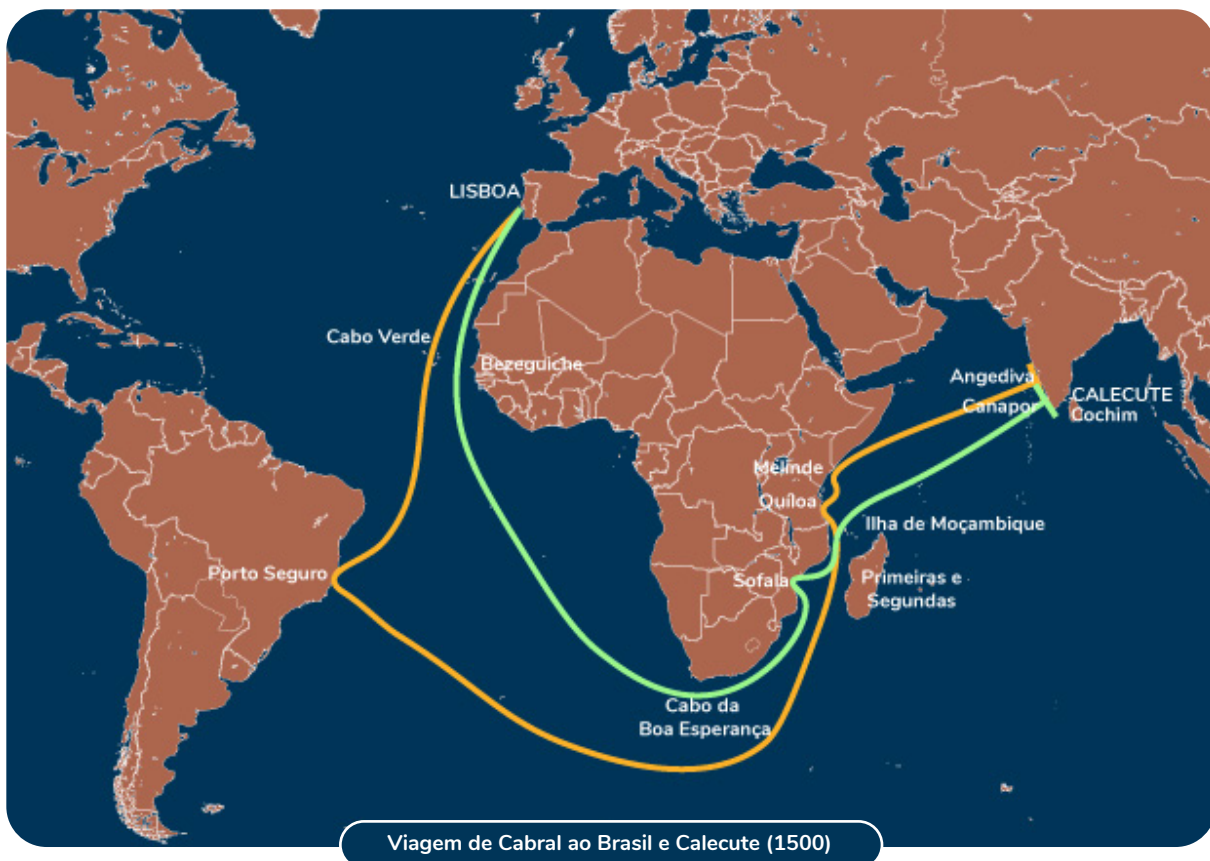 LISBOA
Cabo Verde
Bezeguiche
Angediva
CALECUTE
Canapor
Cochim
Melinde
Quíloa
Ilha de Moçambique
Porto Seguro
Sofala
Primeiras e
Segundas
Cabo da
Boa Esperança
Viagem de Cabral ao Brasil e Calecute (1500)